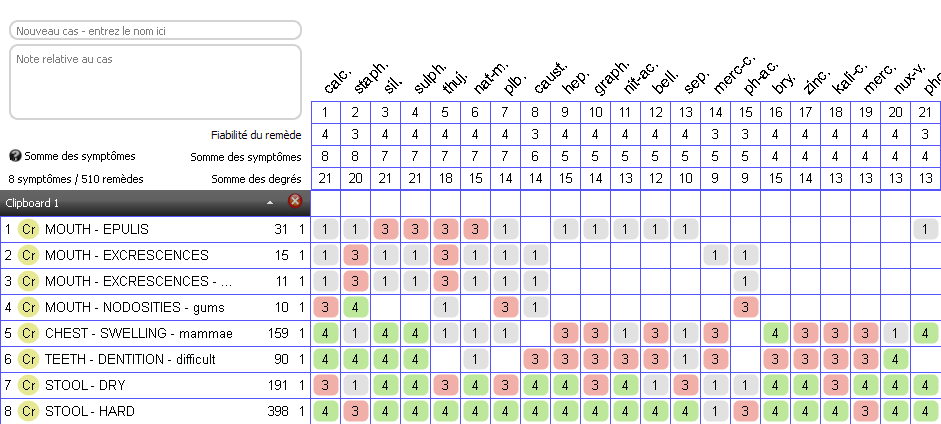 Nouveau cas - entrez le nom ici
Note relative au cas
calc. staph. sil. sulph. thuj. nat-m. plb. caust. hep. graph. nit-ac. bell. sep. merc-c. ph-ac. bry. zinc. kali-c. merc. nux-v. pho
1 2 3 4 5 6 7 8 9 10 11 12 13 14 15 16 17 18 19 20 21
Fiabilité du remède 4 3 4 4 4 4 4 3 4 4 4 4 4 3 3 4 4 4 4 4 3
Somme des symptômes Somme des symptômes 8 8 7 7 7 7 7 6 5 5 5 5 5 5 5 4 4 4 4 4 4
8 symptômes / 510 remèdes Somme des degrés 21 20 21 21 18 15 14 14 15 14 13 12 10 9 9 15 14 13 13 13 13
Clipboard 1
1 Cr MOUTH - EPULIS 31 1 1 1 3 3 3 3 1 1 1 1 1 1 1
2 Cr MOUTH - EXCRESCENCES 15 1 1 3 1 1 3 1 1 1 1 1
3 Cr MOUTH - EXCRESCENCES - ... 11 1 1 3 1 1 3 1 1 1 1
4 Cr MOUTH - NODOSITIES - gums 10 1 3 4 1 3 1 3
5 Cr CHEST - SWELLING - mammae 159 1 4 1 4 4 1 1 1 3 3 1 3 1 3 4 3 3 3 1 4
6 Cr TEETH - DENTITION - difficult 90 1 4 4 4 4 1 3 3 3 3 3 1 3 3 3 3 3 4
7 Cr STOOL - DRY 191 1 3 1 4 4 3 4 3 4 4 3 4 1 3 1 1 4 4 3 4 4 4
8 Cr STOOL - HARD 398 1 4 3 4 4 4 4 4 4 4 4 4 4 4 1 3 4 4 4 3 4 4